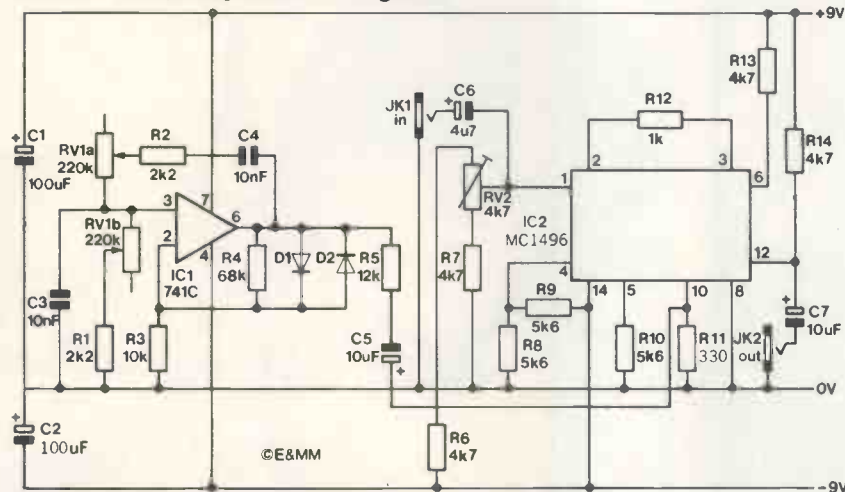 +9V
C1
100uF
RV1a
220k
R2
2k2
C4
10nF
JK1
in
C6
4u7
R12
1k
R13
4k7
R14
4k7
RV1b
220k
3
2
7
6
4
IC1
741C
R4
68k
D1
D2
R5
12k
RV2
4k7
1
2
3
6
IC2
MC1496
12
4
14
5
10
8
C3
10nF
R1
2k2
R3
10k
C5
10uF
R7
4k7
R9
5k6
R8
5k6
R10
5k6
R11
330
JK2
out
C7
10uF
0V
C2
100uF
©E&MM
R6
4k7
-9V